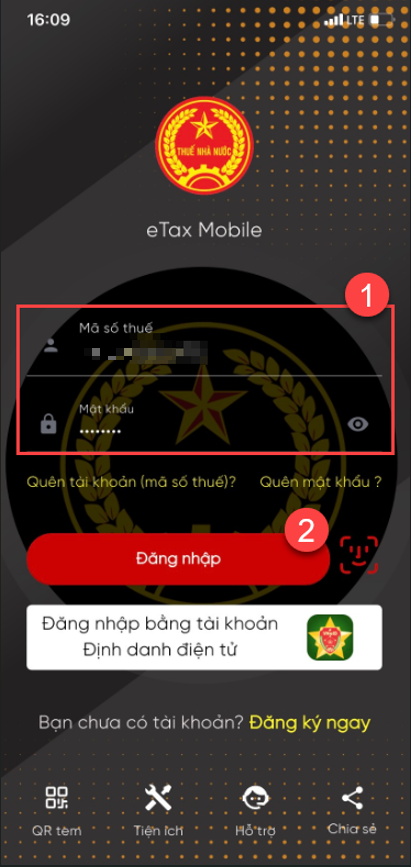 16:09
LTE
THUẾ NHÀ NƯỚC
eTax Mobile
1
Mã số thuế
Mật khẩu
Quên tài khoản (mã số thuế)? Quên mật khẩu ?
2
Đăng nhập
Đăng nhập bằng tài khoản
Định danh điện tử
Bạn chưa có tài khoản? Đăng ký ngay
QR tem Tiện ích Hỗ trợ Chia sẻ